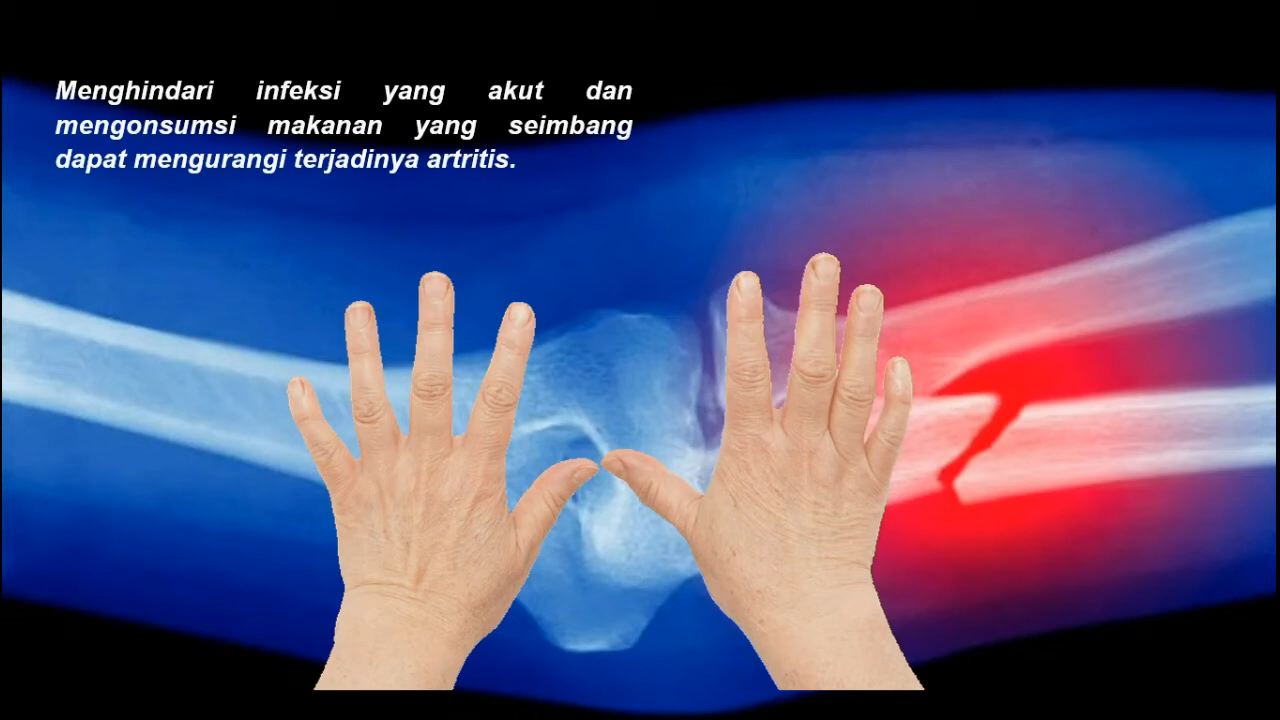 Menghindari infeksi yang akut dan
mengonsumsi makanan yang seimbang
dapat mengurangi terjadinya artritis.